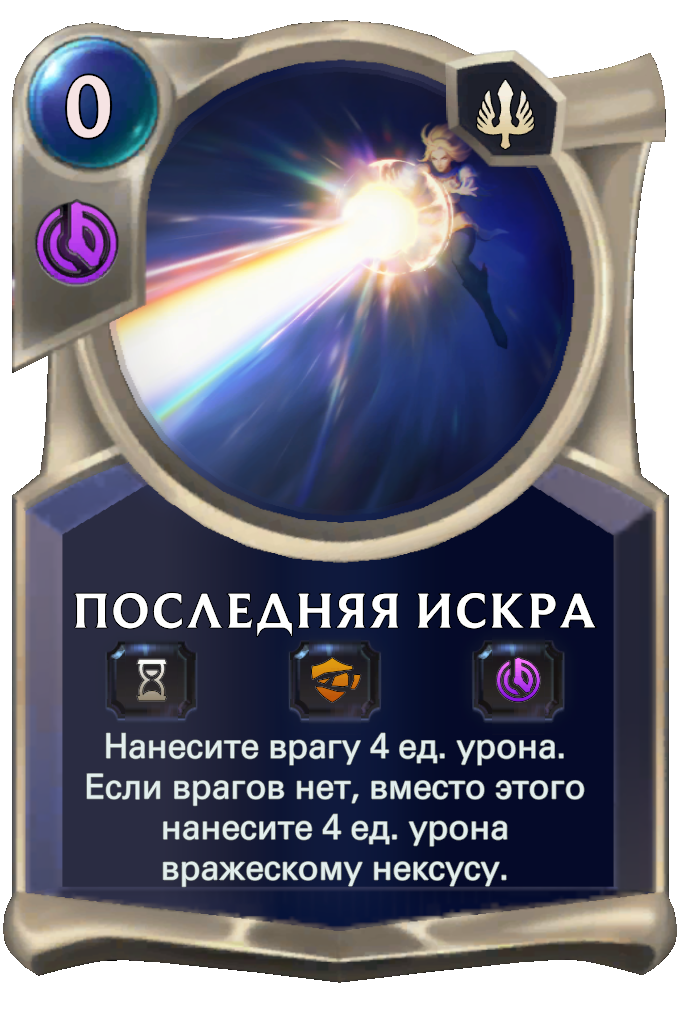 0
ПОСЛЕДНЯЯ ИСКРА
Нанесите врагу 4 ед. урона.
Если врагов нет, вместо этого
нанесите 4 ед. урона
вражескому нексусу.